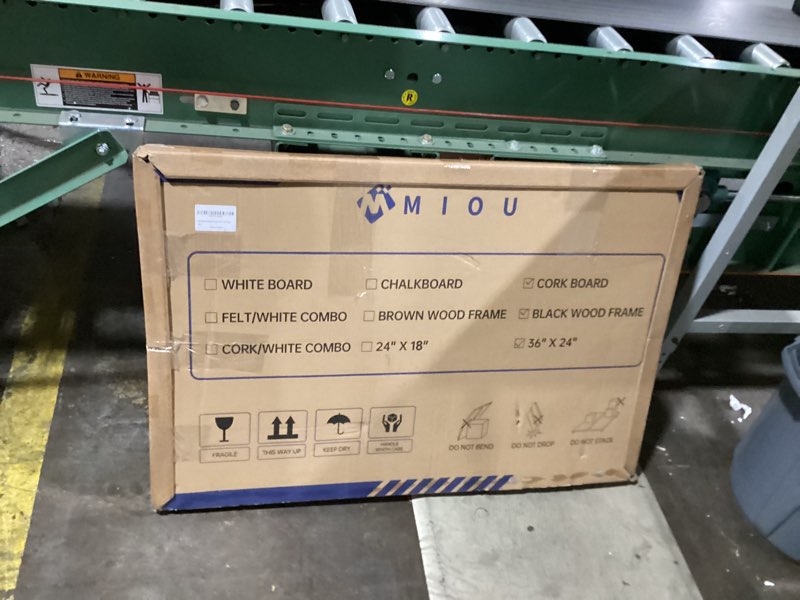 WARNING
R
MIOU
☐ WHITE BOARD ☐ CHALKBOARD ☑ CORK BOARD
☐ FELT/WHITE COMBO ☐ BROWN WOOD FRAME ☑ BLACK WOOD FRAME
☐ CORK/WHITE COMBO ☐ 24" X 18" ☑ 36" X 24"
FRAGILE
THIS WAY UP
KEEP DRY
HANDLE
WHITH CARE
DO NOT BEND
DO NOT DROP
DO NOT STACK